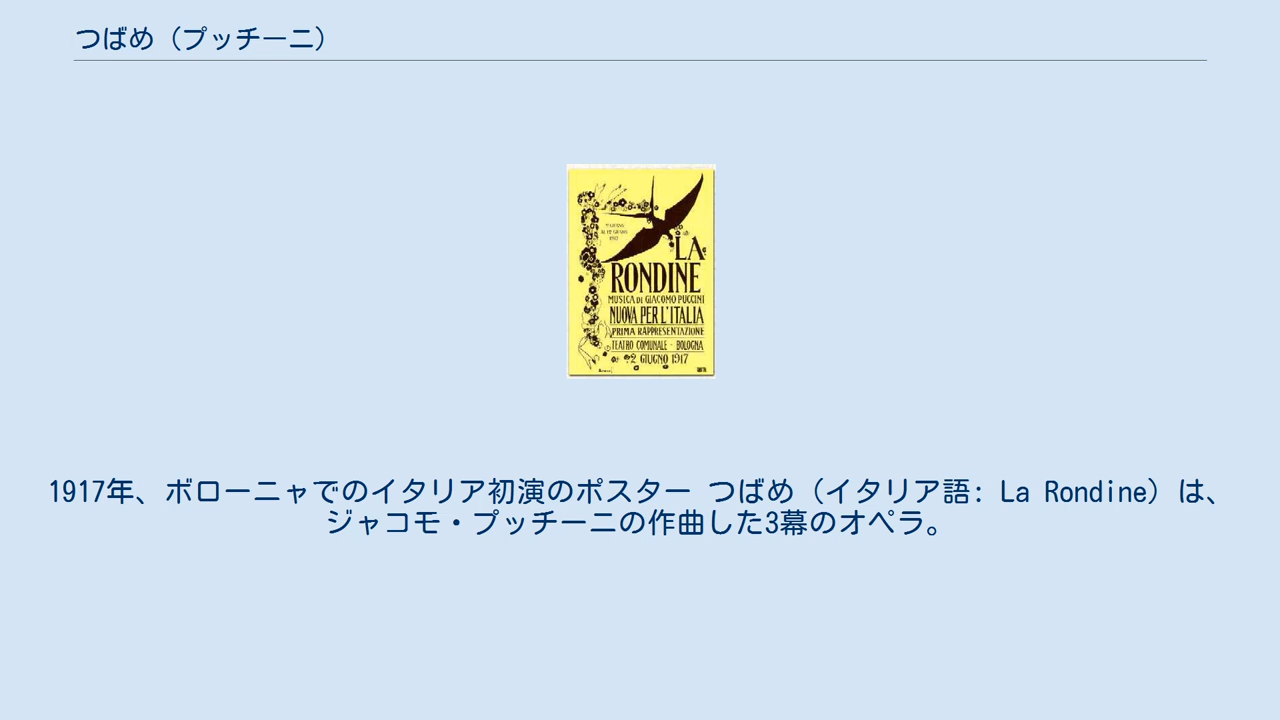 つばめ（プッチーニ）
LA
RONDINE
MUSICA DI GIACOMO PUCCINI
NUOVA PER L'ITALIA
PRIMA RAPPRESENTAZIONE
TEATRO COMUNALE - BOLOGNA
2 GIUGNO 1917
1917年、ボローニャでのイタリア初演のポスター つばめ（イタリア語: La Rondine）は、
ジャコモ・プッチーニの作曲した3幕のオペラ。